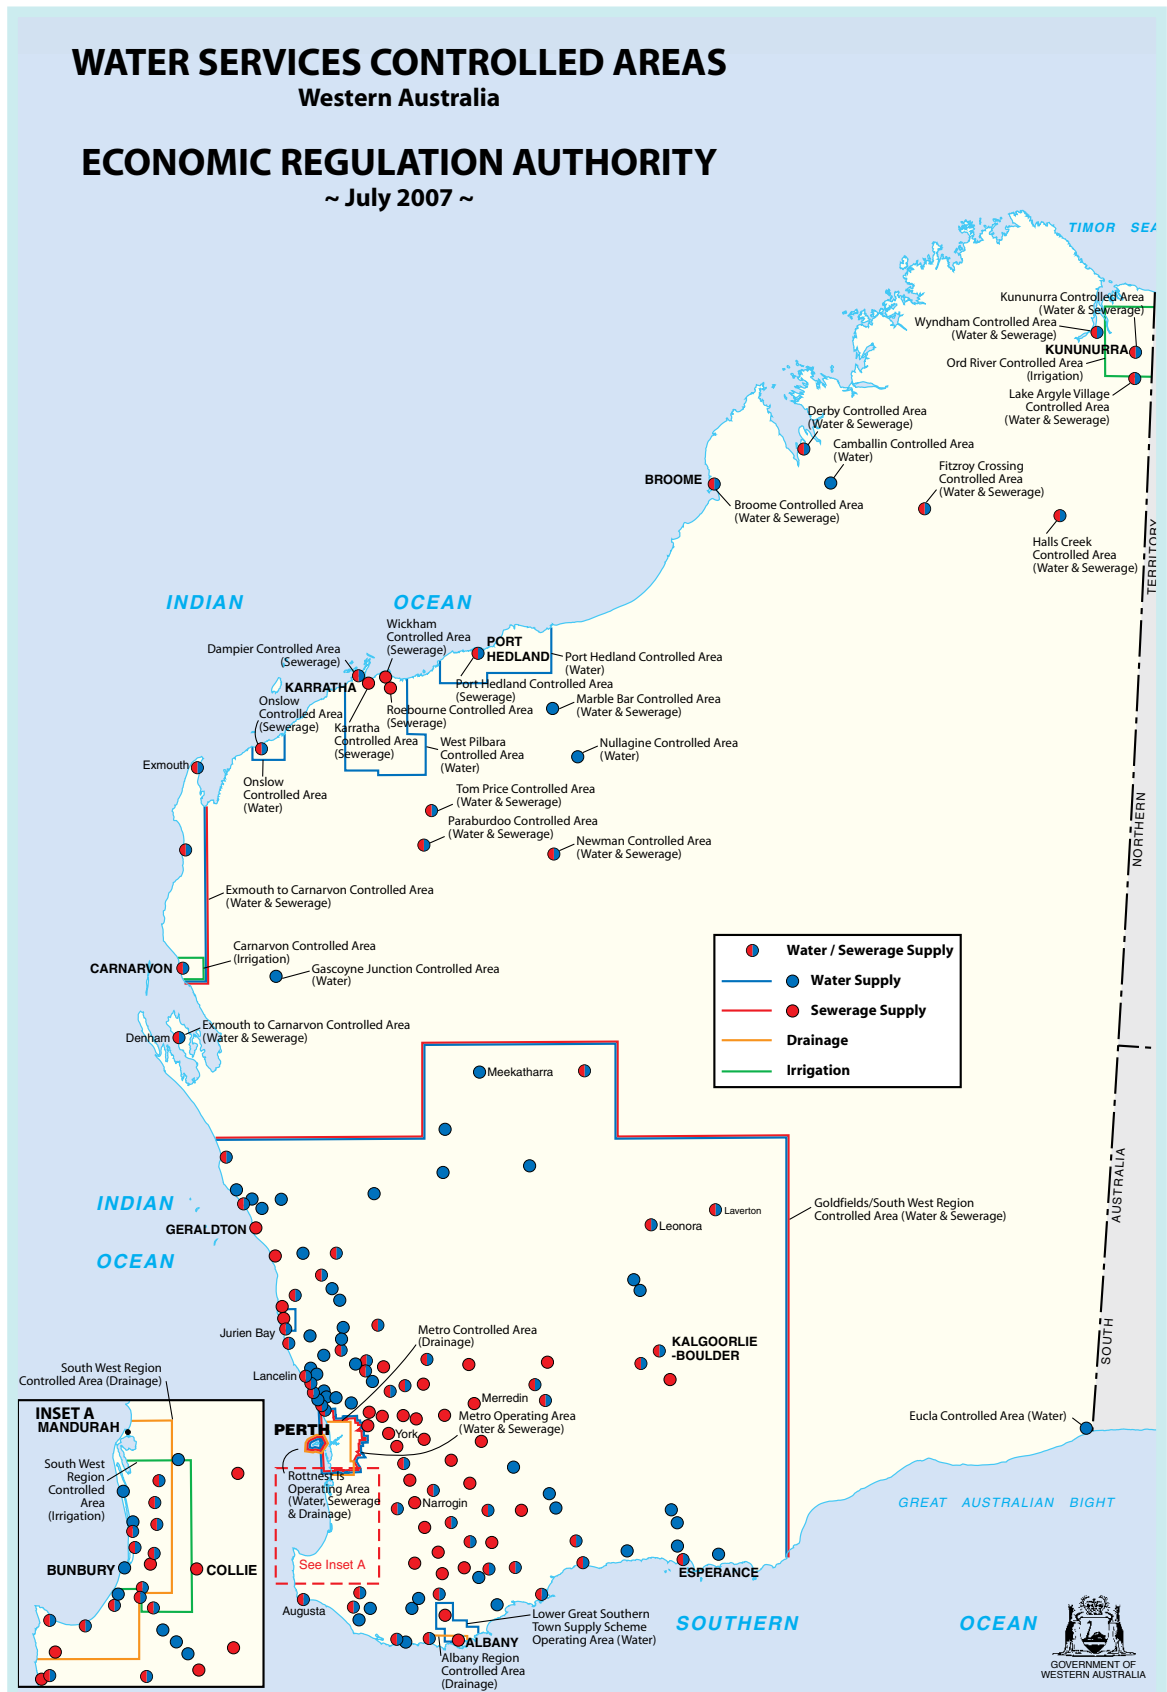 WATER SERVICES CONTROLLED AREAS
Western Australia
ECONOMIC REGULATION AUTHORITY
~ July 2007 ~
TIMOR SEA
Kununurra Controlled Area
(Water & Sewerage)
Wyndham Controlled Area
(Water & Sewerage)
KUNUNURRA
Ord River Controlled Area
(Irrigation)
Lake Argyle Village
Controlled Area
(Water & Sewerage)
Derby Controlled Area
(Water & Sewerage)
Camballin Controlled Area
(Water)
Fitzroy Crossing
Controlled Area
(Water & Sewerage)
BROOME
Broome Controlled Area
(Water & Sewerage)
Halls Creek
Controlled Area
(Water & Sewerage)
NORTHERN TERRITORY
INDIAN OCEAN
Wickham
Controlled Area
(Sewerage)
Dampier Controlled Area
(Sewerage)
PORT
HEDLAND
Port Hedland Controlled Area
(Water)
KARRATHA
Port Hedland Controlled Area
(Sewerage)
Onslow
Controlled Area
(Sewerage)
Roebourne Controlled Area
(Sewerage)
Marble Bar Controlled Area
(Water & Sewerage)
Karratha
Controlled Area
(Sewerage)
West Pilbara
Controlled Area
(Water)
Nullagine Controlled Area
(Water)
Exmouth
Onslow
Controlled Area
(Water)
Tom Price Controlled Area
(Water & Sewerage)
Paraburdoo Controlled Area
(Water & Sewerage)
Newman Controlled Area
(Water & Sewerage)
Exmouth to Carnarvon Controlled Area
(Water & Sewerage)
Carnarvon Controlled Area
(Irrigation)
CARNARVON
Gascoyne Junction Controlled Area
(Water)
Water / Sewerage Supply
Water Supply
Sewerage Supply
Drainage
Irrigation
Denham
Exmouth to Carnarvon Controlled Area
(Water & Sewerage)
Meekatharra
SOUTH AUSTRALIA
INDIAN
OCEAN
GERALDTON
Laverton
Leonora
Goldfields/South West Region
Controlled Area (Water & Sewerage)
Jurien Bay
Metro Controlled Area
(Drainage)
KALGOORLIE
-BOULDER
Lancelin
Merredin
Metro Operating Area
(Water & Sewerage)
PERTH
York
Eucla Controlled Area (Water)
Rottnest Is
Operating Area
(Water, Sewerage
& Drainage)
Narrogin
GREAT AUSTRALIAN BIGHT
See Inset A
ESPERANCE
Augusta
Lower Great Southern
Town Supply Scheme
Operating Area (Water)
ALBANY
Albany Region
Controlled Area
(Drainage)
SOUTHERN OCEAN
South West Region
Controlled Area (Drainage)
INSET A
MANDURAH
South West
Region
Controlled
Area
(Irrigation)
BUNBURY
COLLIE
GOVERNMENT OF
WESTERN AUSTRALIA